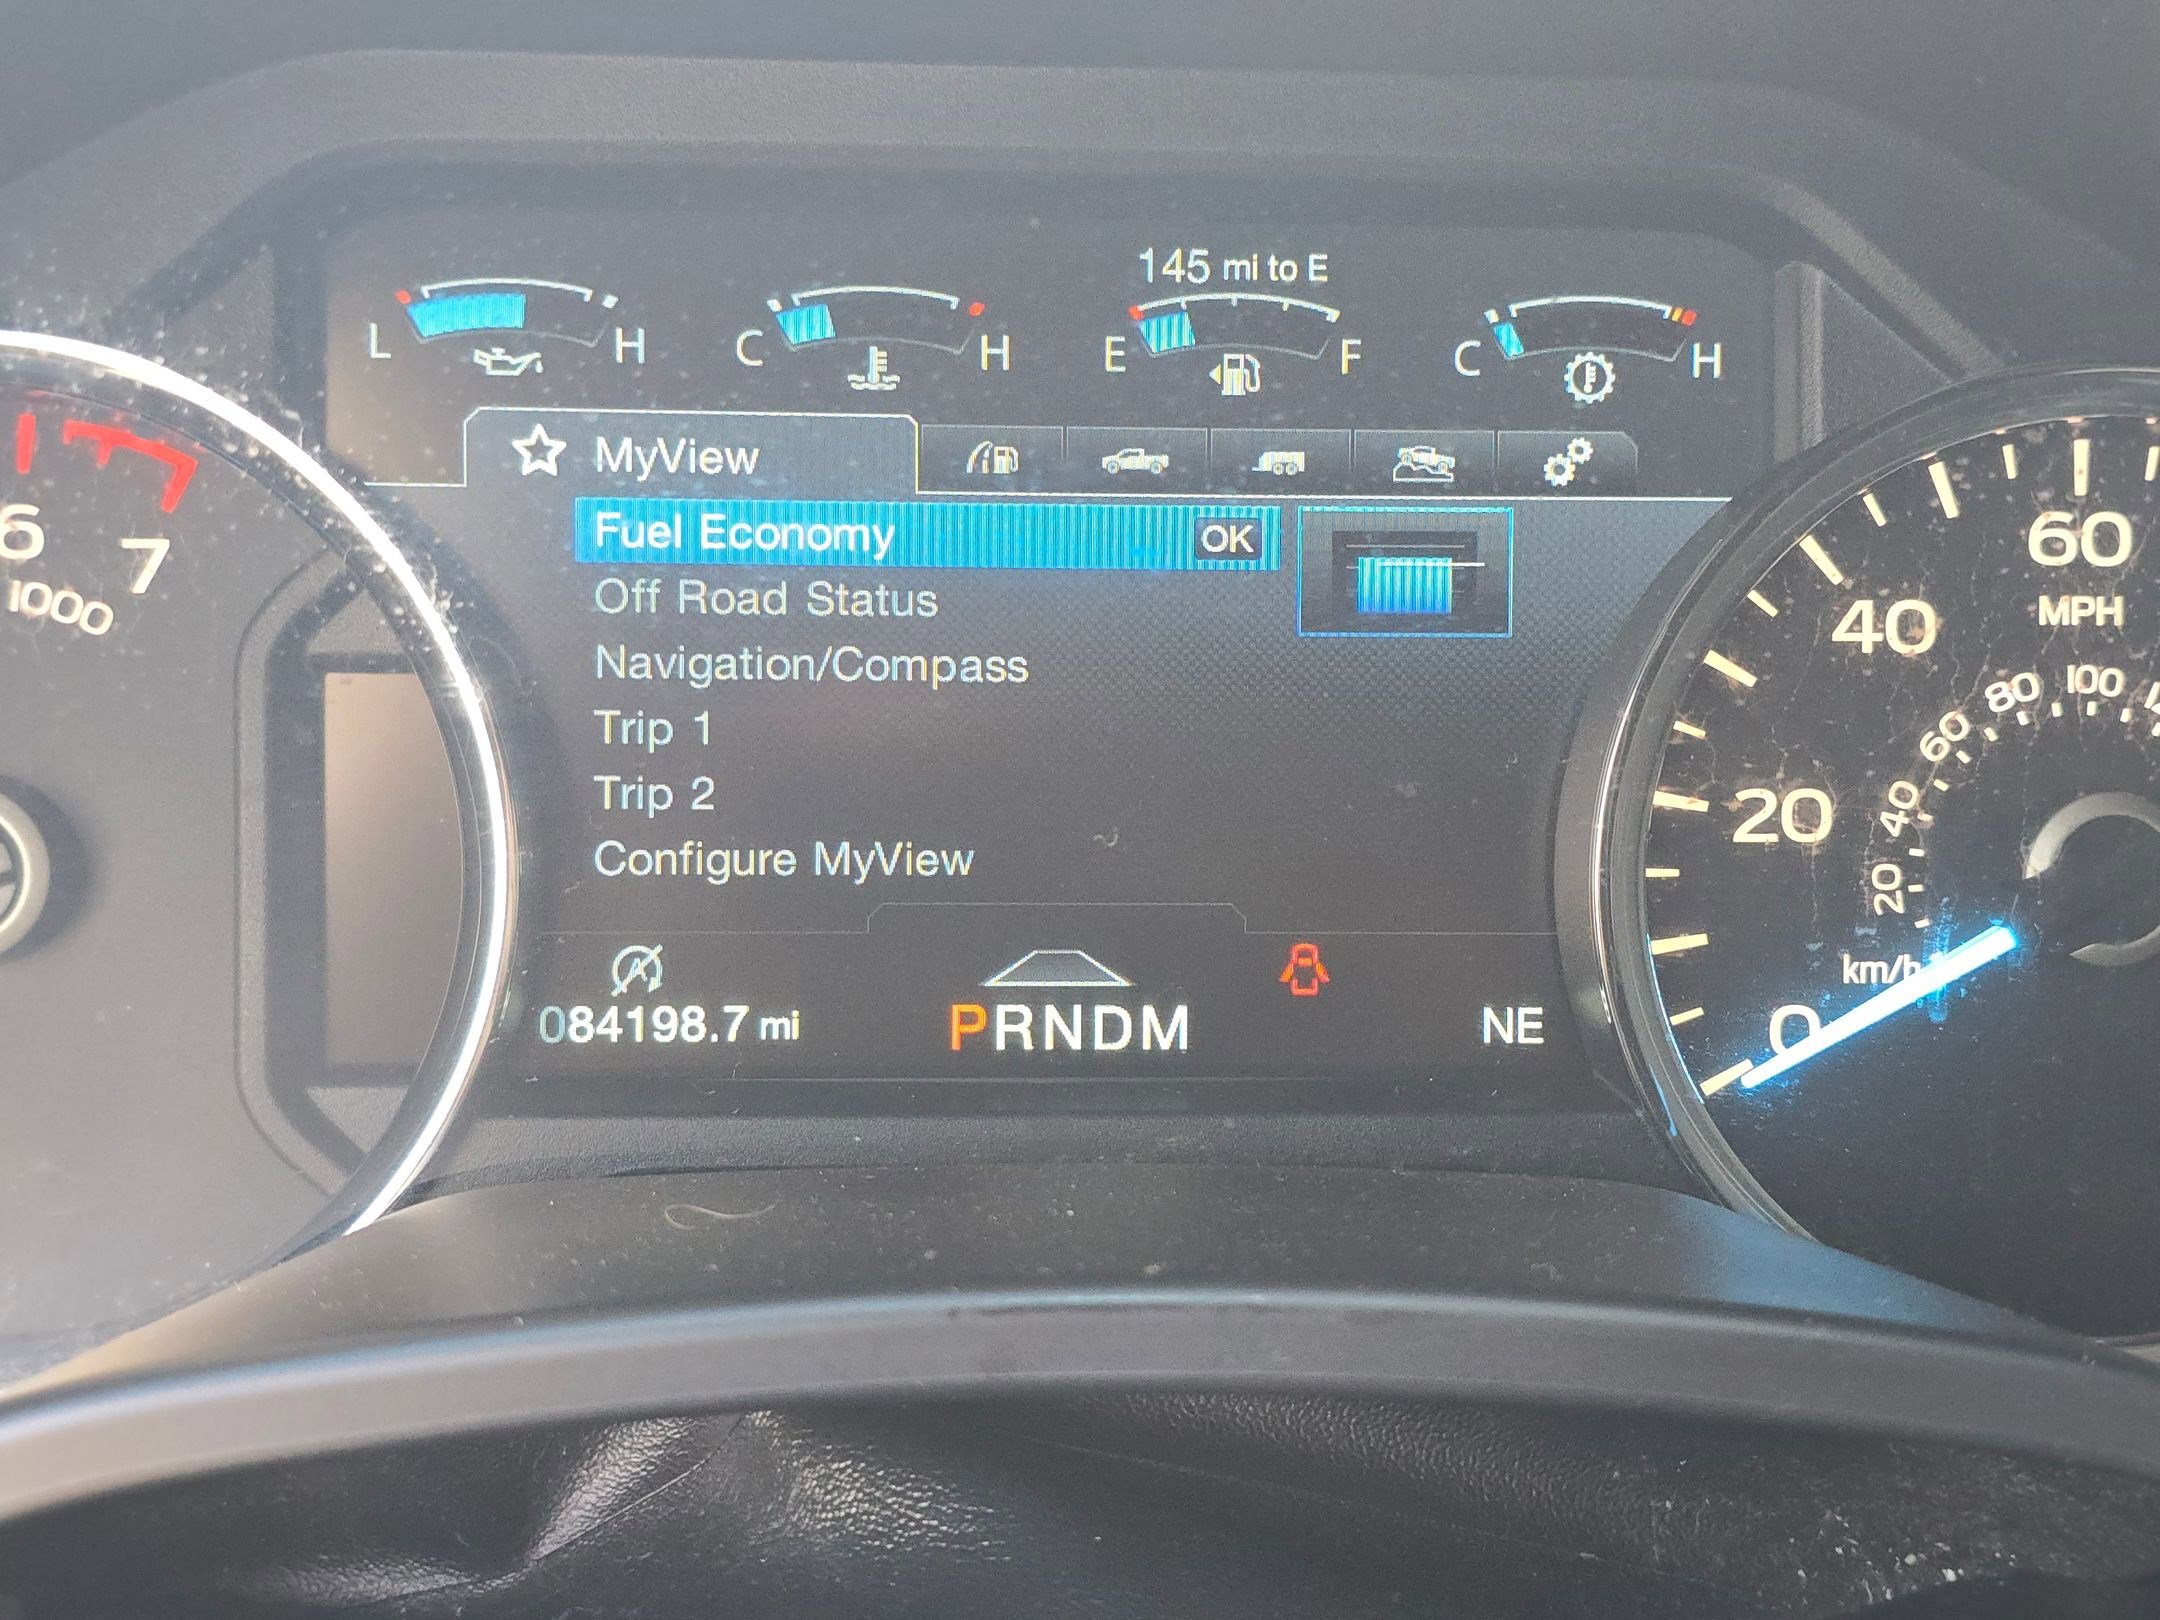 145 mi to E
L H C H E F C H
MyView
Fuel Economy OK
Off Road Status
Navigation/Compass
Trip 1
Trip 2
Configure MyView
A
084198.7 mi
PRNDM
NE
6
7
1000
0
20
40
60
MPH
20
40
60
80
100
km/h